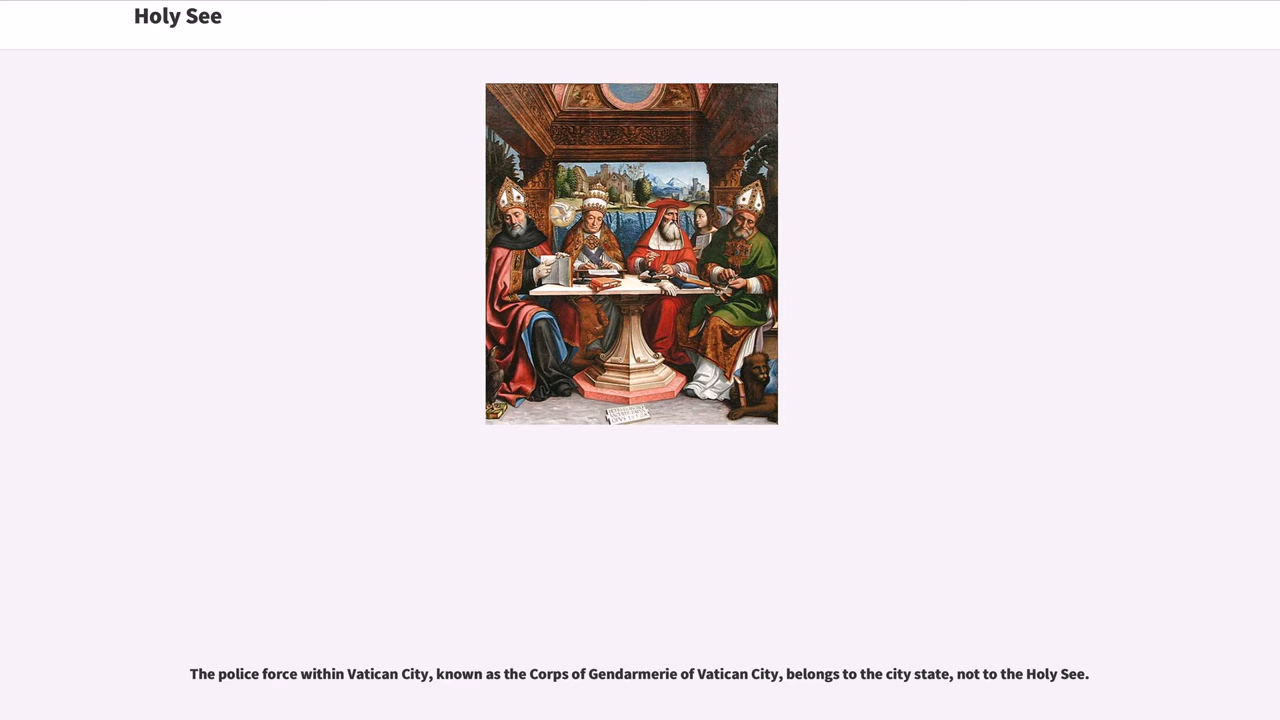 Holy See
The police force within Vatican City, known as the Corps of Gendarmerie of Vatican City, belongs to the city state, not to the Holy See.